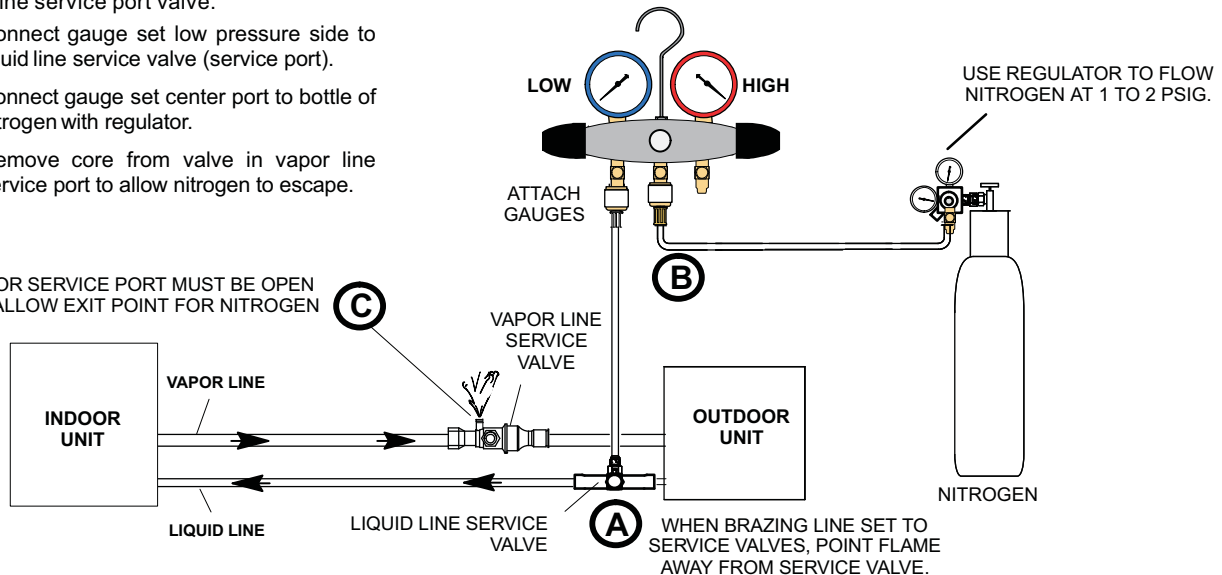 ine service port valve.
onnect gauge set low pressure side to
uid line service valve (service port).
onnect gauge set center port to bottle of
trogen with regulator.
emove core from valve in vapor line
ervice port to allow nitrogen to escape.
LOW
HIGH
USE REGULATOR TO FLOW
NITROGEN AT 1 TO 2 PSIG.
ATTACH
GAUGES
B
OR SERVICE PORT MUST BE OPEN
ALLOW EXIT POINT FOR NITROGEN
C
VAPOR LINE
SERVICE
VALVE
VAPOR LINE
INDOOR
UNIT
OUTDOOR
UNIT
NITROGEN
LIQUID LINE
LIQUID LINE SERVICE
VALVE
A
WHEN BRAZING LINE SET TO
SERVICE VALVES, POINT FLAME
AWAY FROM SERVICE VALVE.